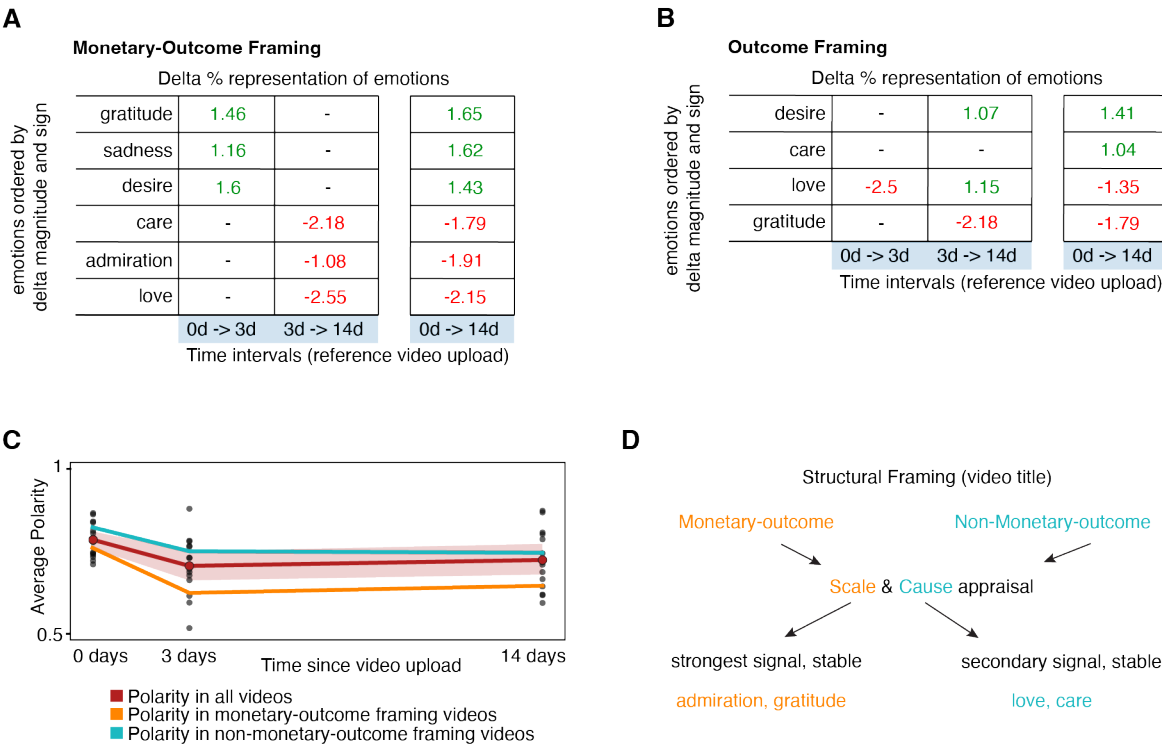 A
Monetary-Outcome Framing
Delta % representation of emotions
emotions ordered by
delta magnitude and sign
gratitude 1.46 - 1.65
sadness 1.16 - 1.62
desire 1.6 - 1.43
care - -2.18 -1.79
admiration - -1.08 -1.91
love - -2.55 -2.15
0d -> 3d 3d -> 14d 0d -> 14d
Time intervals (reference video upload)
B
Outcome Framing
Delta % representation of emotions
emotions ordered by
delta magnitude and sign
desire - 1.07 1.41
care - - 1.04
love -2.5 1.15 -1.35
gratitude - -2.18 -1.79
0d -> 3d 3d -> 14d 0d -> 14d
Time intervals (reference video upload)
C
Average Polarity
1
0.5
0 days 3 days 14 days
Time since video upload
Polarity in all videos
Polarity in monetary-outcome framing videos
Polarity in non-monetary-outcome framing videos
D
Structural Framing (video title)
Monetary-outcome Non-Monetary-outcome
Scale & Cause appraisal
strongest signal, stable secondary signal, stable
admiration, gratitude love, care